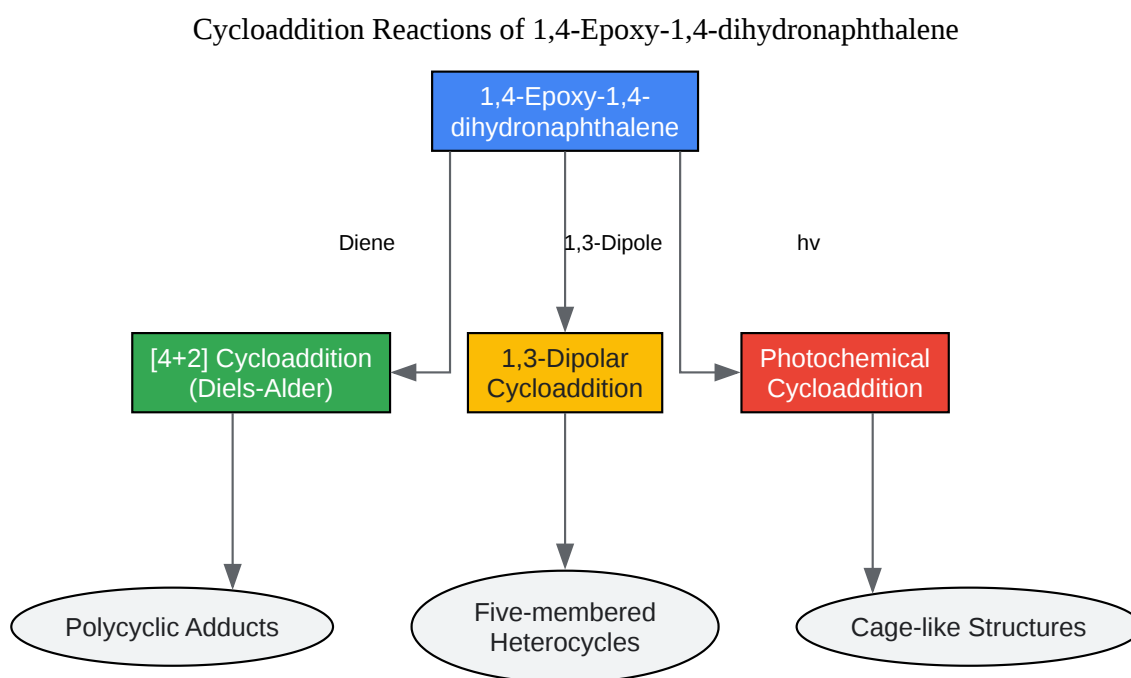 Cycloaddition Reactions of 1,4-Epoxy-1,4-dihydronaphthalene
1,4-Epoxy-1,4-
dihydronaphthalene
Diene
1,3-Dipole
hv
[4+2] Cycloaddition
(Diels-Alder)
1,3-Dipolar
Cycloaddition
Photochemical
Cycloaddition
Polycyclic Adducts
Five-membered
Heterocycles
Cage-like Structures